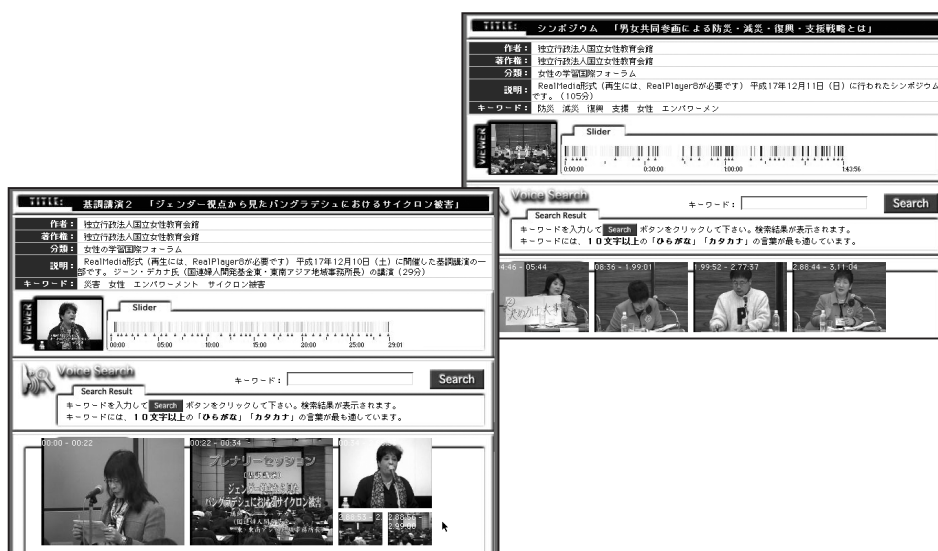 TITLE: シンポジウム 「男女共同参画による防災・減災・復興・支援戦略とは」
作者： 独立行政法人国立女性教育会館
著作権： 独立行政法人国立女性教育会館
分類： 女性の学習国際フォーラム
説明： RealMedia形式（再生には、RealPlayer8が必要です） 平成17年12月11日（日）に行われたシンポジウム
です。（105分）
キーワード： 防災 減災 復興 支援 女性 エンパワーメン
VIEWER
Slider
0:00:00 0:30:00 1:00:00 1:43:56
Voice Search
キーワード： Search
Search Result
キーワードを入力して Search ボタンをクリックして下さい。検索結果が表示されます。
キーワードには、１０文字以上の「ひらがな」「カタカナ」の言葉が最も適しています。
4:46 - 05:44 08:36 - 1.99:01 1:99:52 - 2.77:37 2.88:44 - 3.11:04
TITLE: 基調講演２ 「ジェンダー視点から見たバングラデシュにおけるサイクロン被害」
作者： 独立行政法人国立女性教育会館
著作権： 独立行政法人国立女性教育会館
分類： 女性の学習国際フォーラム
説明： RealMedia形式（再生には、RealPlayer8が必要です） 平成17年12月10日（土）に開催した基調講演の一
部です。 ジーン・デカナ氏（国連婦人開発基金東・東南アジア地域事務所長）の講演（29分）
キーワード： 災害 女性 エンパワーメント サイクロン被害
VIEWER
Slider
00:00 05:00 10:00 15:00 20:00 25:00 29:01
Voice Search
キーワード： Search
Search Result
キーワードを入力して Search ボタンをクリックして下さい。検索結果が表示されます。
キーワードには、１０文字以上の「ひらがな」「カタカナ」の言葉が最も適しています。
00:00 - 00:22 00:22 - 00:34
プレナリーセッション
ジェンダー視点から見た
バングラデシュにおけるサイクロン被害